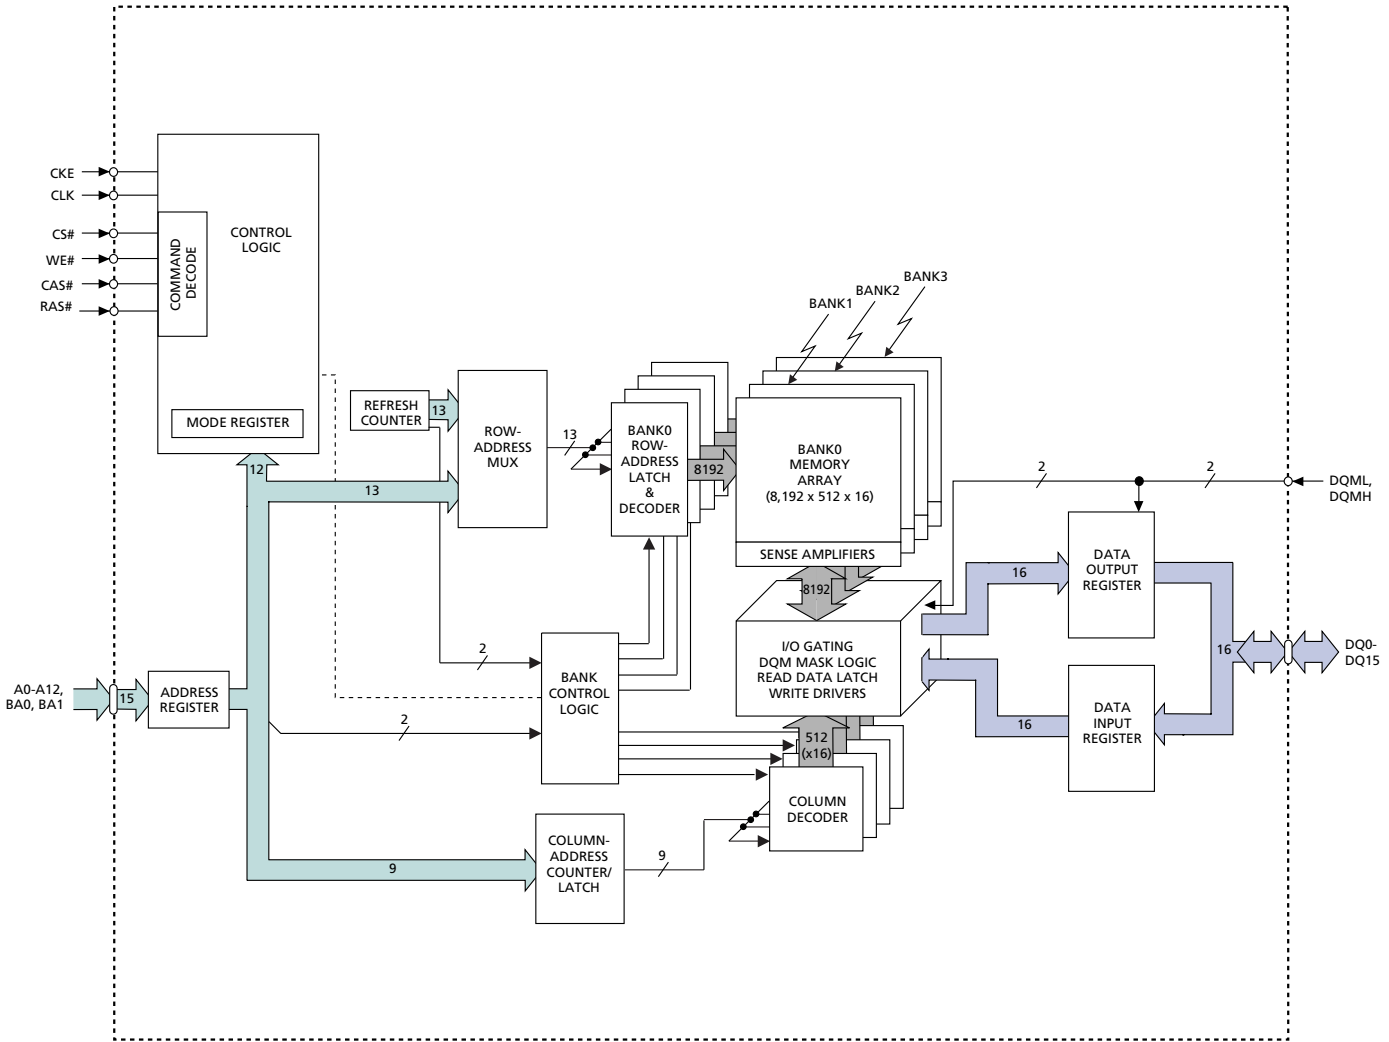 CKE
CLK
CS#
WE#
CAS#
RAS#
COMMAND
DECODE
CONTROL
LOGIC
MODE REGISTER
12
REFRESH
COUNTER
13
13
ROW-
ADDRESS
MUX
13
BANK0
ROW-
ADDRESS
LATCH
&
DECODER
8192
BANK1
BANK2
BANK3
BANK0
MEMORY
ARRAY
(8,192 x 512 x 16)
SENSE AMPLIFIERS
8192
I/O GATING
DQM MASK LOGIC
READ DATA LATCH
WRITE DRIVERS
2
2
DQML,
DQMH
16
DATA
OUTPUT
REGISTER
16
DQ0-
DQ15
16
DATA
INPUT
REGISTER
A0-A12,
BA0, BA1
15
ADDRESS
REGISTER
2
2
BANK
CONTROL
LOGIC
512
(x16)
COLUMN
DECODER
9
COLUMN-
ADDRESS
COUNTER/
LATCH
9